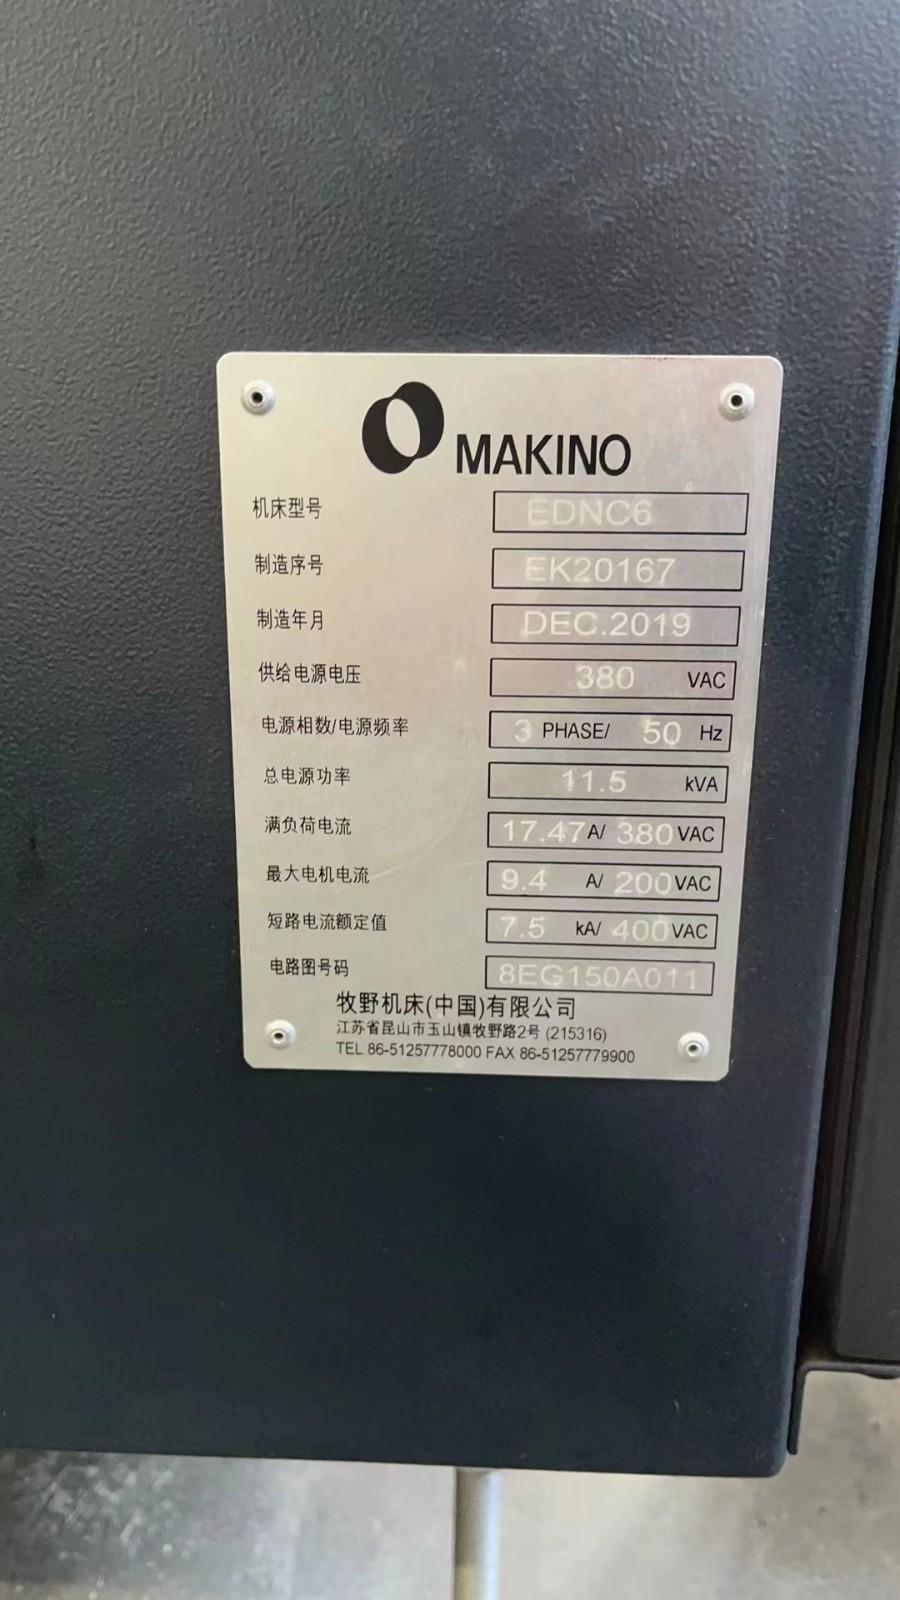 MAKINO
机床型号 EDNC6
制造序号 EK20167
制造年月 DEC.2019
供给电源电压 380 VAC
电源相数/电源频率 3 PHASE/ 50 Hz
总电源功率 11.5 kVA
满负荷电流 17.47 A/ 380 VAC
最大电机电流 9.4 A/ 200 VAC
短路电流额定值 7.5 kA/ 400 VAC
电路图号码 8EG150A011
牧野机床(中国)有限公司
江苏省昆山市玉山镇牧野路2号 (215316)
TEL 86-51257778000 FAX 86-51257779900